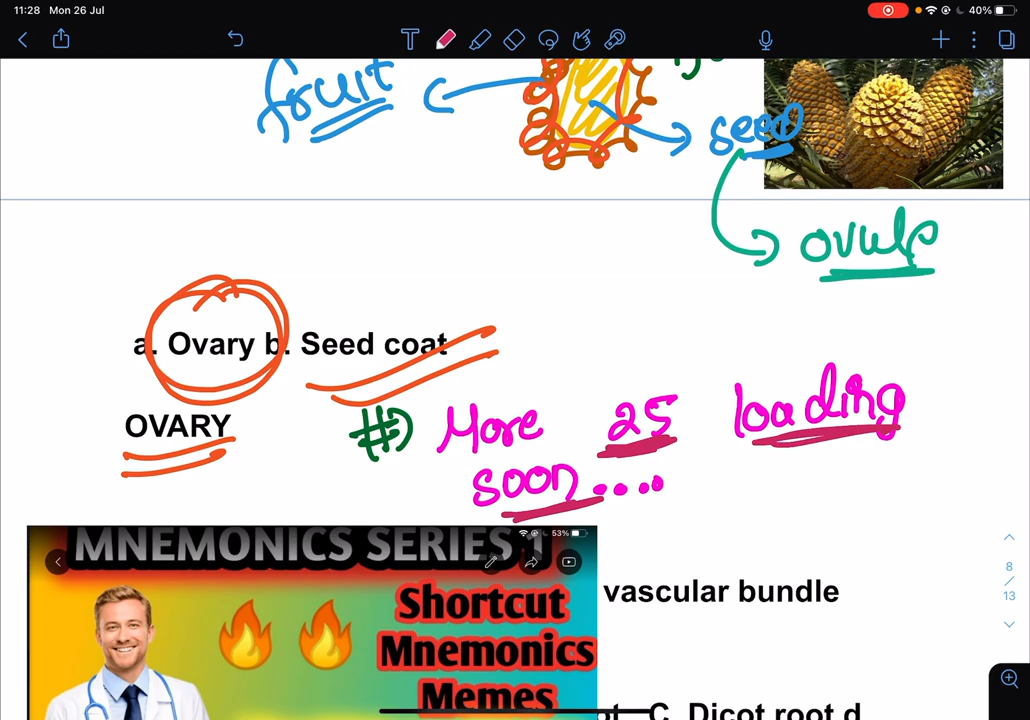 11:28 Mon 26 Jul
40%
T
fruit
seed
ovule
a. Ovary b. Seed coat
OVARY
#) More 25 loading
soon....
53%
MNEMONICS SERIES 1
Shortcut
Mnemonics
Memes
vascular bundle
C. Dicot root d
8
/
13